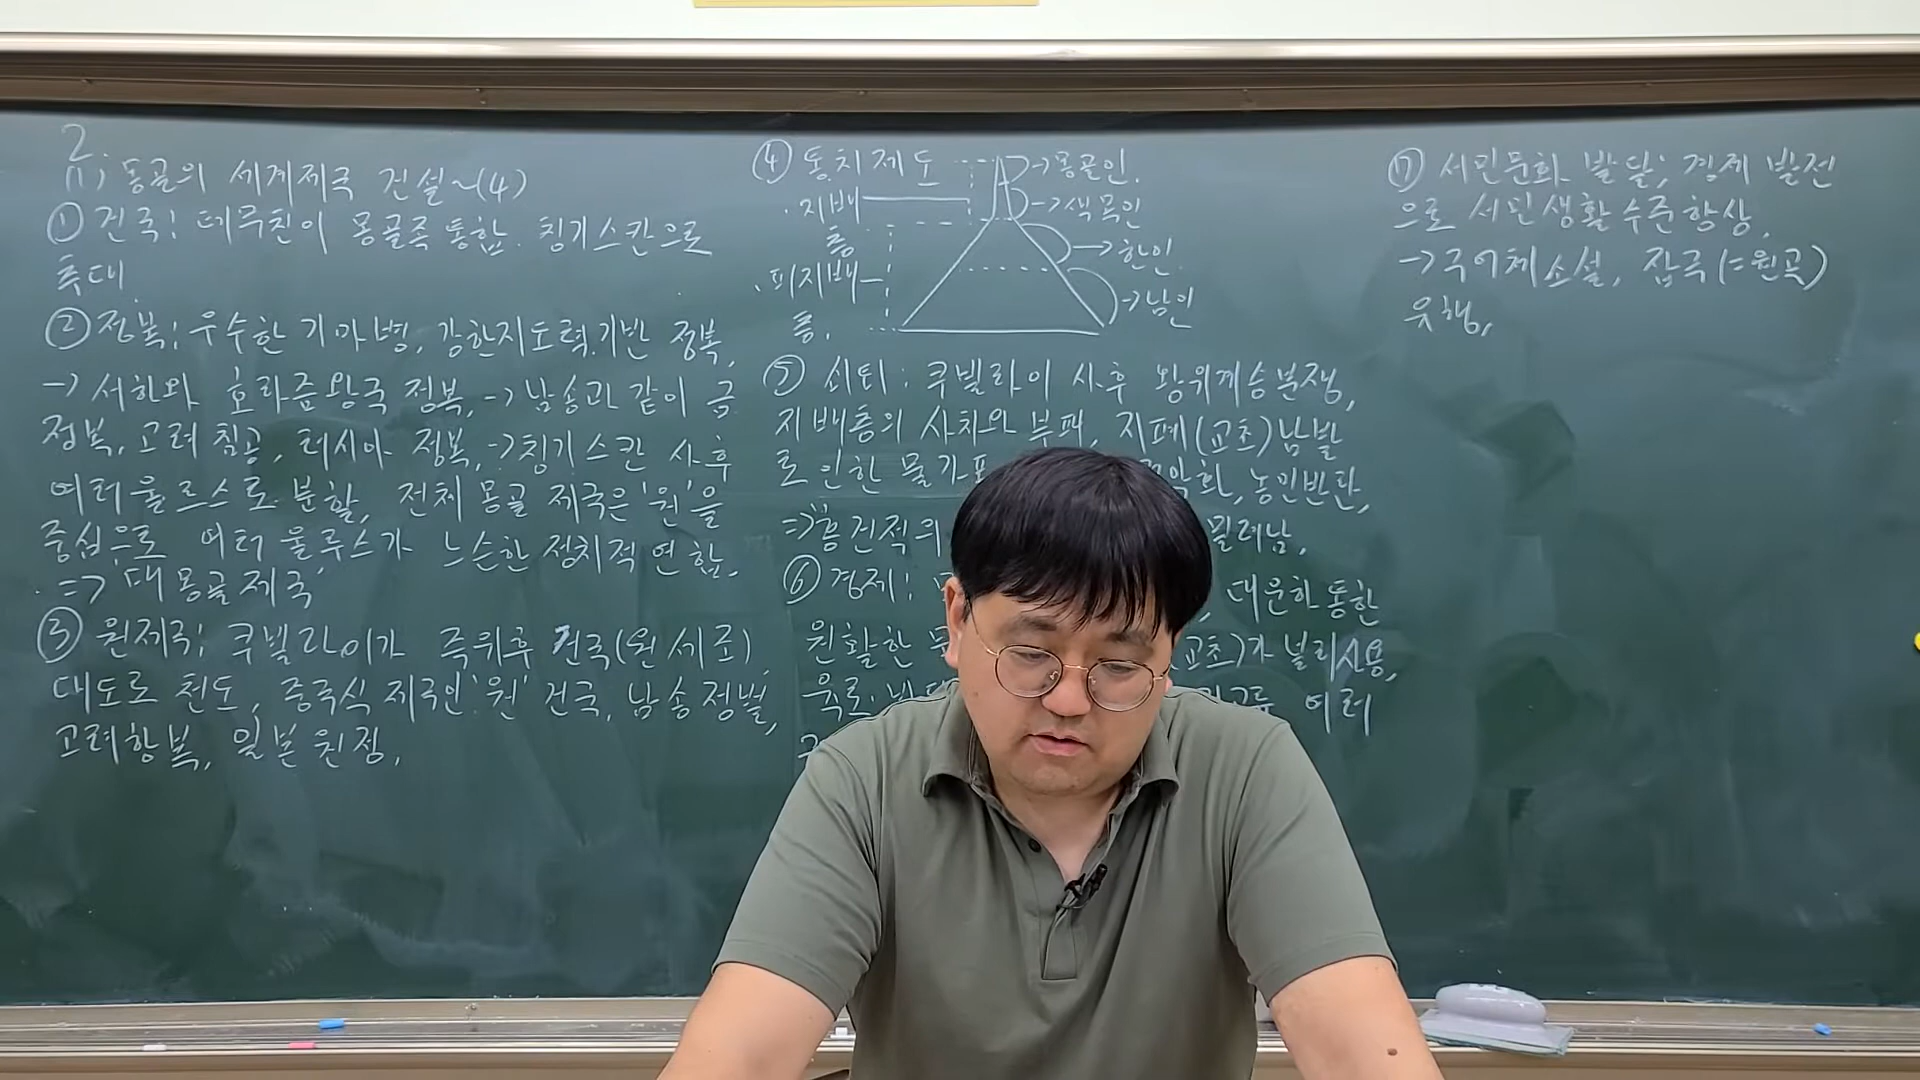 2.
(1) 몽골의 세계제국 건설~(4)
① 건국: 테무친이 몽골족 통합. 칭기스칸으로
추대
② 정복: 우수한 기마병, 강한지도력.기반 정복,
→ 서하와 호라즘왕국 정복, → 남송과 같이 금
정복, 고려 침공, 러시아 정복, →칭기스칸 사후
여러울르스로 분할, 전체 몽골 제국은 '원'을
중심으로 여러 울루스가 느슨한 정치적 연합.
=> 대몽골제국
③ 원제국: 쿠빌라이가 즉위후 건국(원세조).
대도로 천도, 중국식 제국인 '원' 건국, 남송정벌,
고려항복, 일본원정.
④ 통치제도
→몽골인.
·지배
층
→색목인
→한인.
·피지배
층.
→남인
⑤ 쇠퇴: 쿠빌라이 사후 왕위계승분쟁,
지배층의 사치와 부패, 지폐(교초)남발
로 인한 물가 악화, 농민반란,
=>홍건적의 밀려남.
⑥ 경제: 대운하 통한
원활한 (교초)가 널리사용,
육로· 여러
⑦ 서민문화 발달; 경제 발전
으로 서민생활수준향상,
→구어체소설, 잡극(=원곡)
유행,